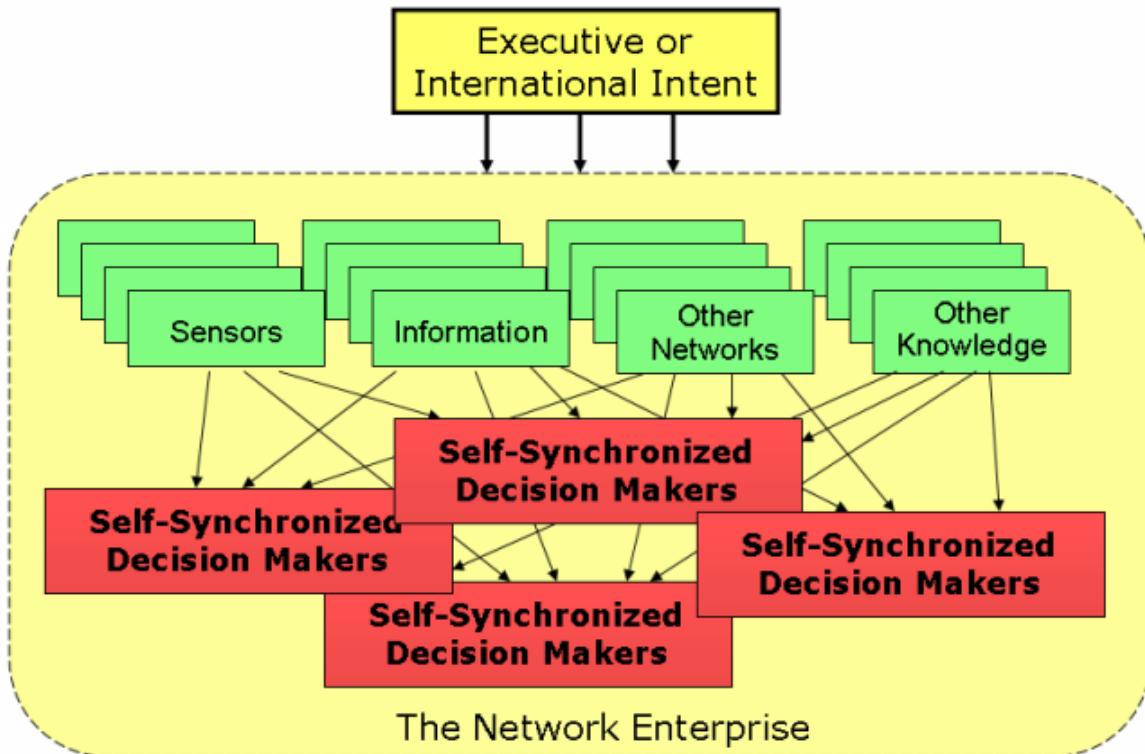 Executive or
International Intent
Sensors
Information
Other
Networks
Other
Knowledge
Self-Synchronized
Decision Makers
Self-Synchronized
Decision Makers
Self-Synchronized
Decision Makers
Self-Synchronized
Decision Makers
The Network Enterprise